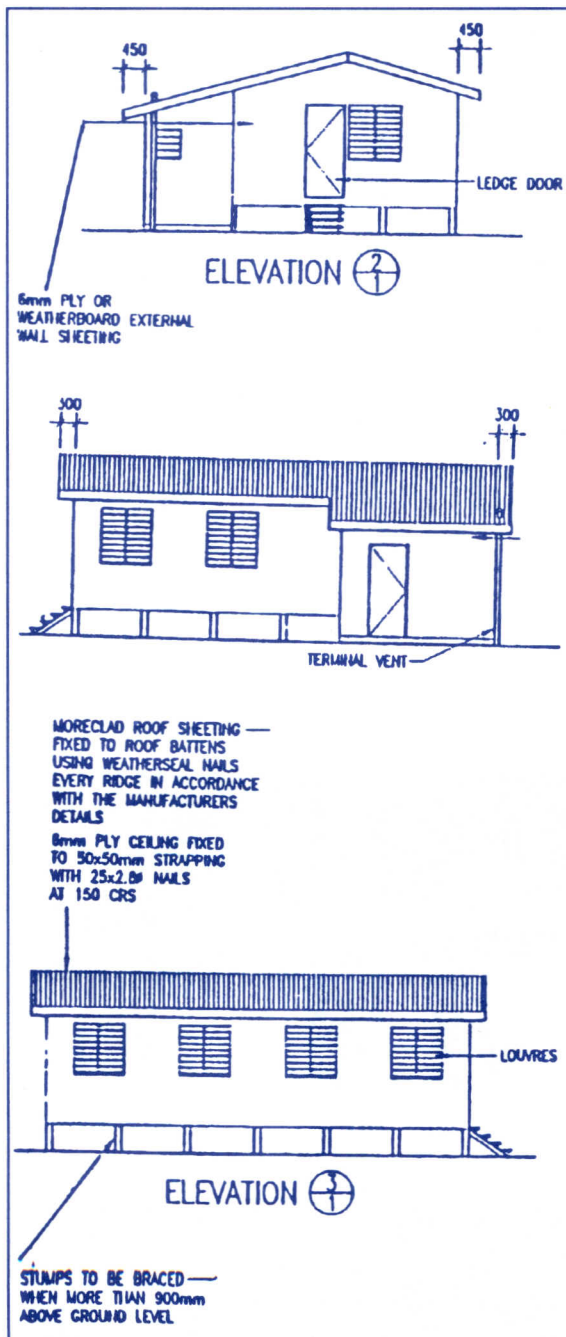 450
450
LEDGE DOOR
ELEVATION 2/1
6mm PLY OR
WEATHERBOARD EXTERNAL
WALL SHEETING
300
300
TERMINAL VENT
MORECLAD ROOF SHEETING
FIXED TO ROOF BATTENS
USING WEATHERSEAL NAILS
EVERY RIDGE IN ACCORDANCE
WITH THE MANUFACTURERS
DETAILS
6mm PLY CEILING FIXED
TO 50x50mm STRAPPING
WITH 25x2.8ø NAILS
AT 150 CRS
LOUVRES
ELEVATION 3/1
STUMPS TO BE BRACED
WHEN MORE THAN 900mm
ABOVE GROUND LEVEL